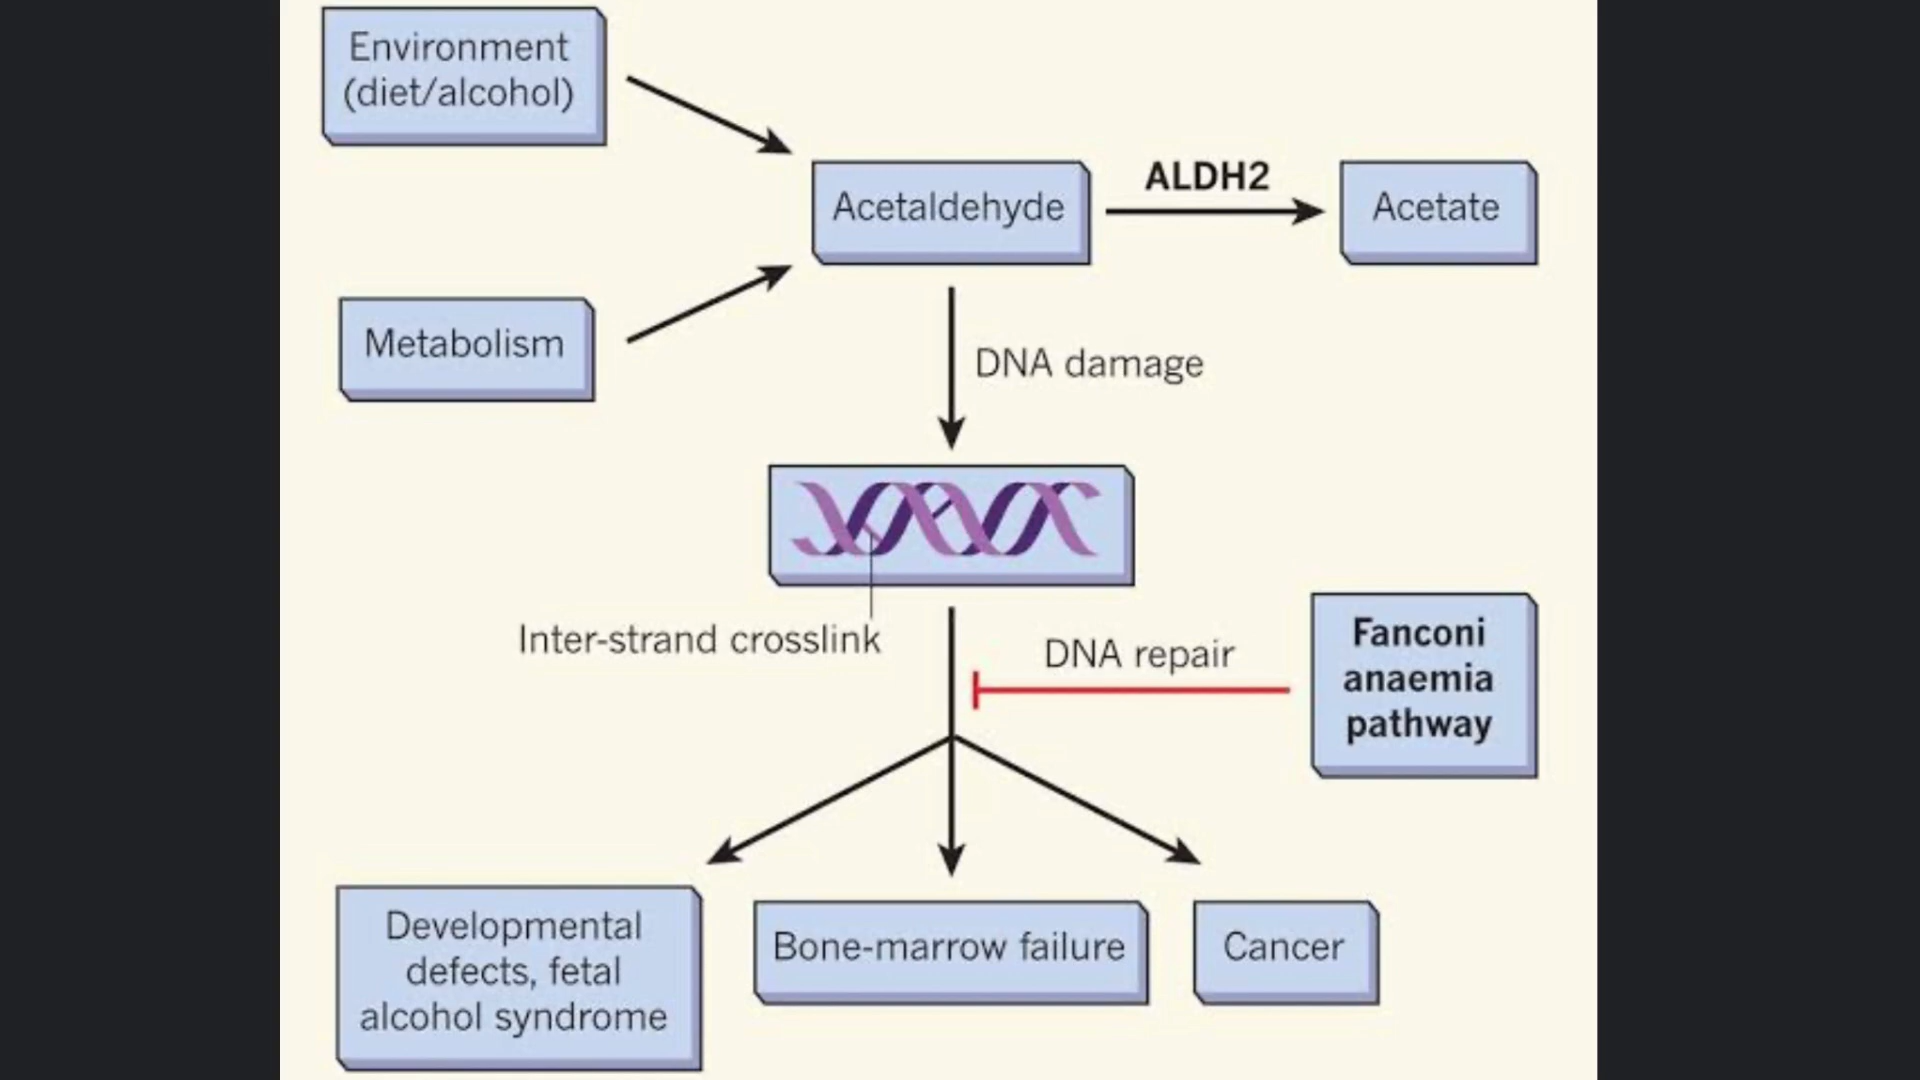 Environment
(diet/alcohol)
ALDH2
Acetaldehyde
Acetate
Metabolism
DNA damage
Inter-strand crosslink
DNA repair
Fanconi
anaemia
pathway
Developmental
defects, fetal
alcohol syndrome
Bone-marrow failure
Cancer